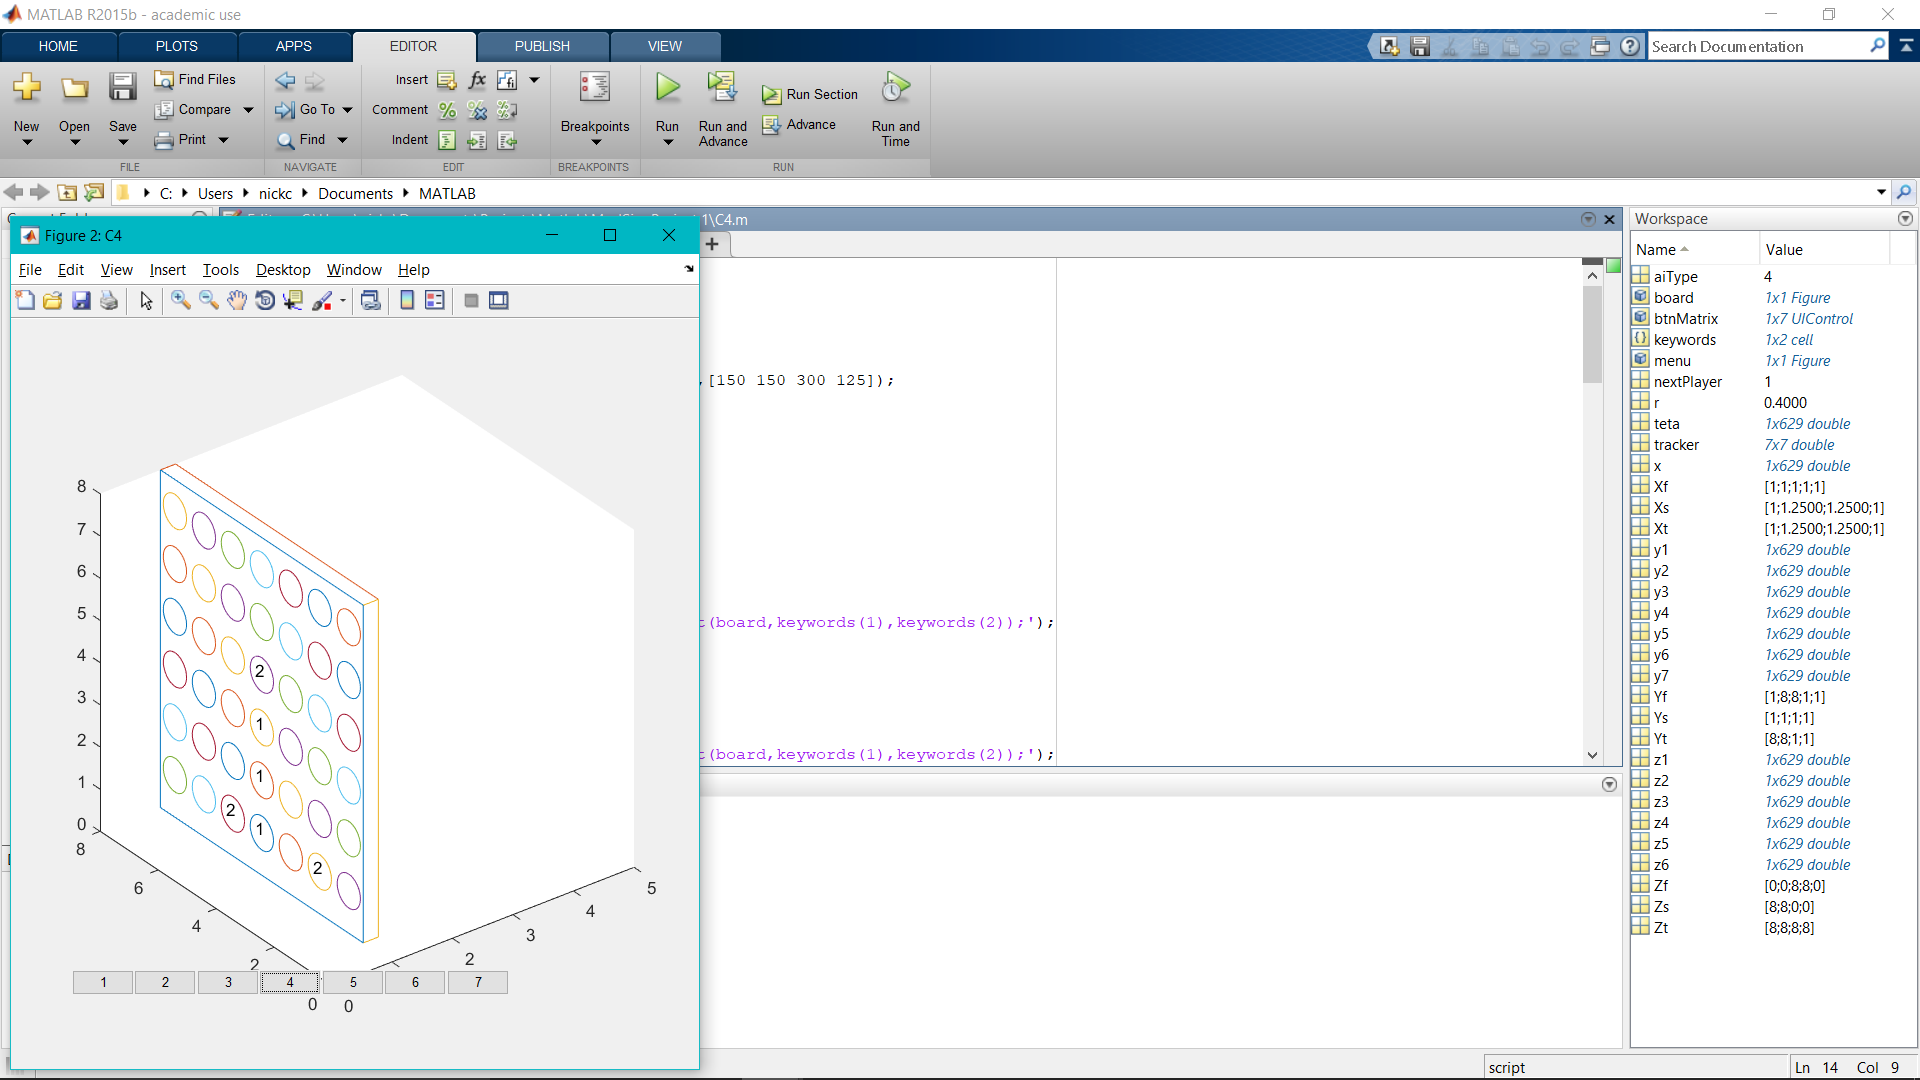 MATLAB R2015b - academic use
HOME PLOTS APPS EDITOR PUBLISH VIEW
Search Documentation
New Open Save
Find Files
Compare
Print
FILE
Go To
Find
NAVIGATE
Insert
Comment
Indent
EDIT
Breakpoints
BREAKPOINTS
Run
Run and Advance
Run Section
Advance
Run and Time
RUN
C: Users nickc Documents MATLAB
1\C4.m
Figure 2: C4
File Edit View Insert Tools Desktop Window Help
,[150 150 300 125]);
t(board,keywords(1),keywords(2));');
t(board,keywords(1),keywords(2));');
8
7
6
5
4
3
2
1
0
8
6
4
2
0
0
2
3
4
5
2
1
1
2
1
2
1 2 3 4 5 6 7
Workspace
Name Value
aiType 4
board 1x1 Figure
btnMatrix 1x7 UIControl
keywords 1x2 cell
menu 1x1 Figure
nextPlayer 1
r 0.4000
teta 1x629 double
tracker 7x7 double
x 1x629 double
Xf [1;1;1;1;1]
Xs [1;1.2500;1.2500;1]
Xt [1;1.2500;1.2500;1]
y1 1x629 double
y2 1x629 double
y3 1x629 double
y4 1x629 double
y5 1x629 double
y6 1x629 double
y7 1x629 double
Yf [1;8;8;1;1]
Ys [1;1;1;1]
Yt [8;8;1;1]
z1 1x629 double
z2 1x629 double
z3 1x629 double
z4 1x629 double
z5 1x629 double
z6 1x629 double
Zf [0;0;8;8;0]
Zs [8;8;0;0]
Zt [8;8;8;8]
script
Ln 14 Col 9